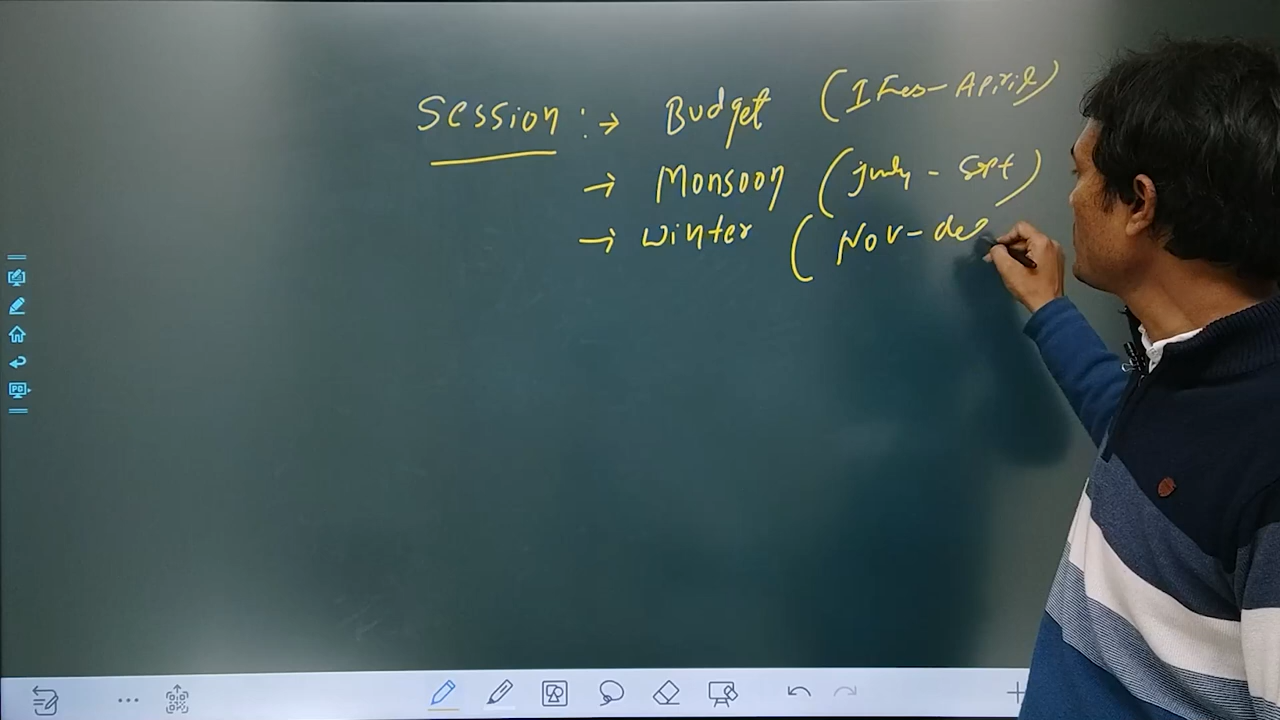 Session :→ Budget (1 Feb - April)
→ Monsoon (July - Sept)
→ Winter (Nov - dec